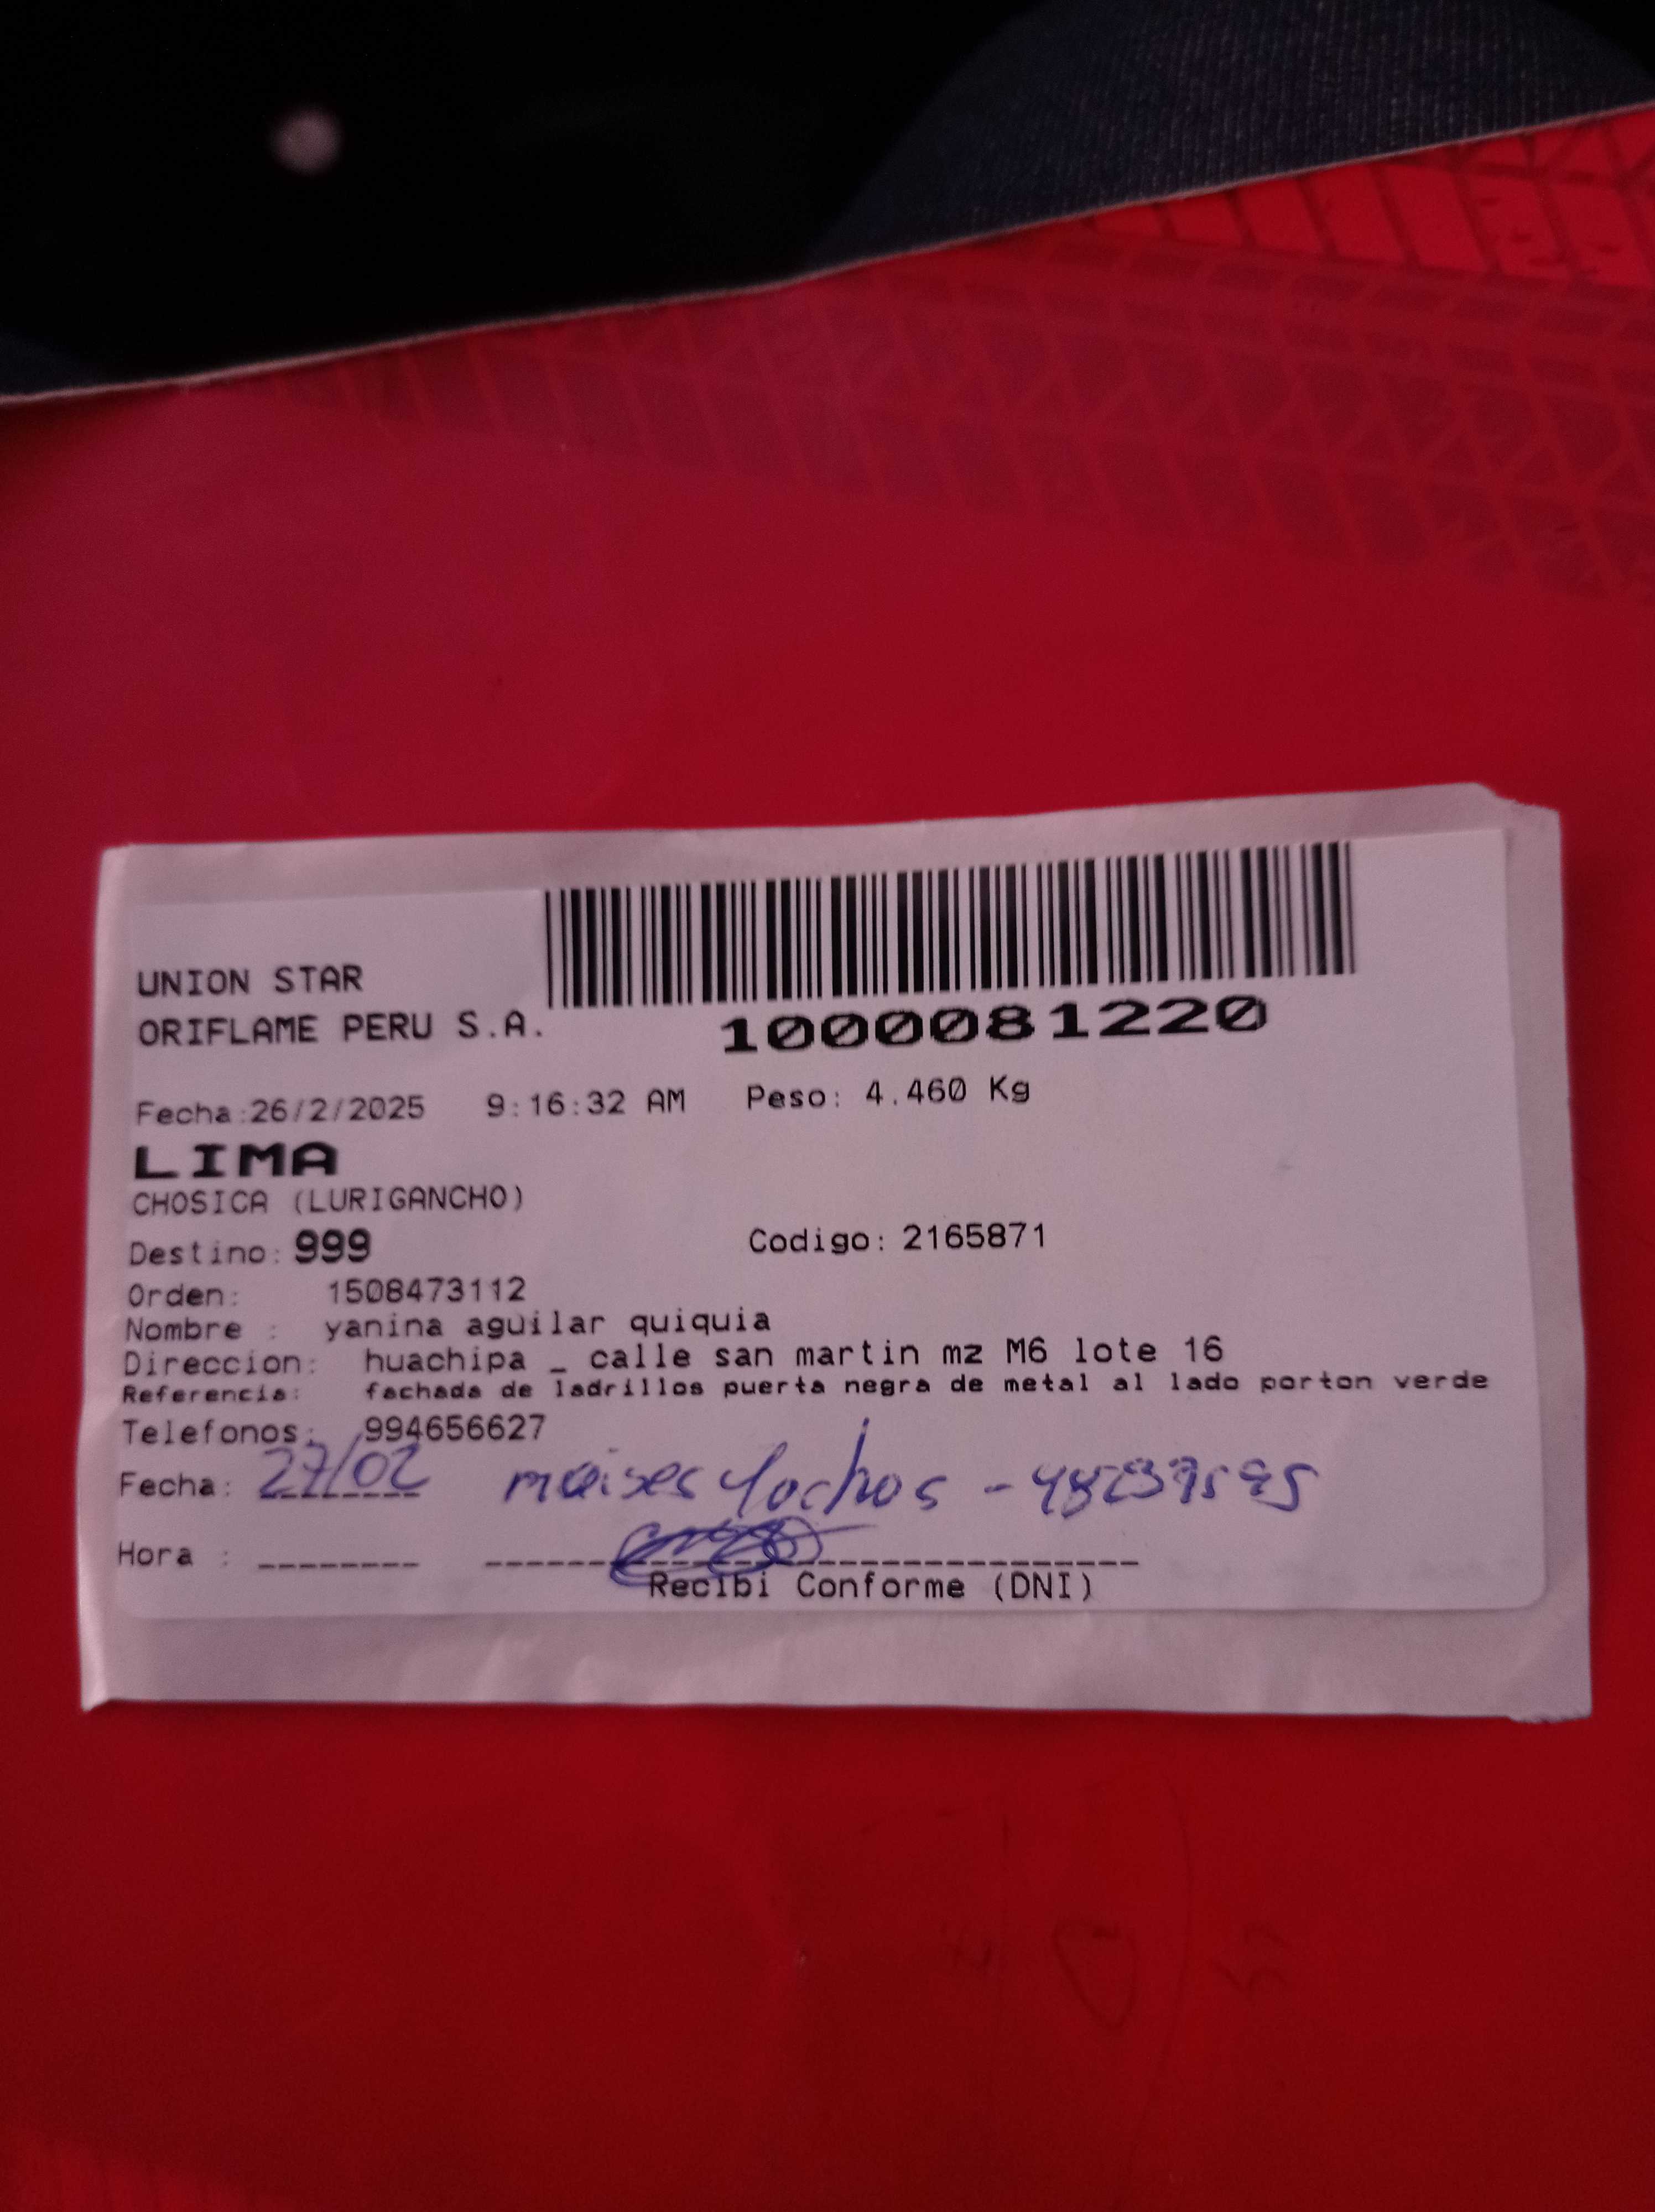 UNION STAR
ORIFLAME PERU S.A.
1000081220
Fecha:26/2/2025 9:16:32 AM Peso: 4.460 Kg
LIMA
CHOSICA (LURIGANCHO)
Destino: 999 Codigo: 2165871
Orden: 1508473112
Nombre : yanina aguilar quiquia
Direccion: huachipa _ calle san martin mz M6 lote 16
Referencia: fachada de ladrillos puerta negra de metal al lado porton verde
Telefonos: 994656627
Fecha: 27/02 moises
Hora :
Recibi Conforme (DNI)